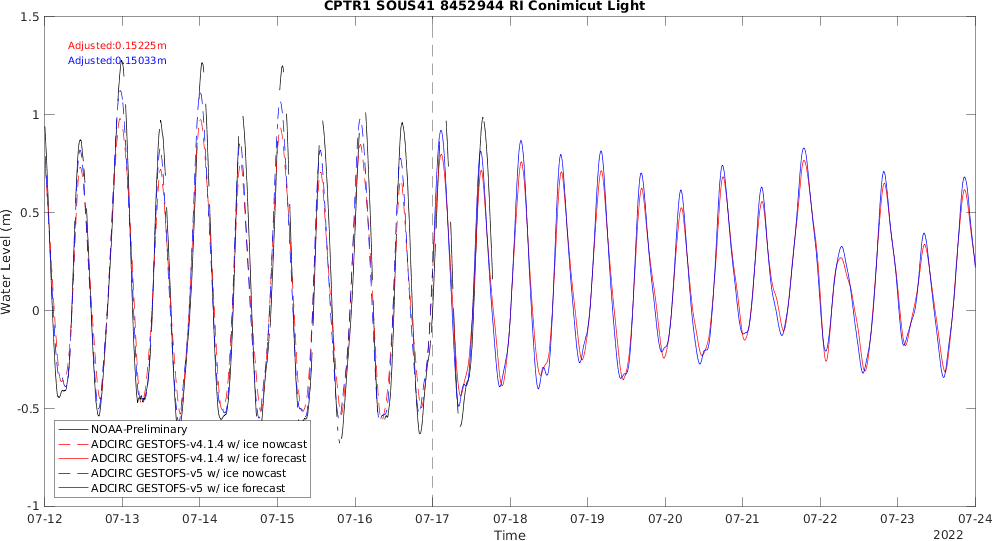 CPTR1 SOUS41 8452944 RI Conimicut Light
1.5
Adjusted:0.15225m
Adjusted:0.15033m
1
0.5
Water Level (m)
0
-0.5
NOAA-Preliminary
ADCIRC GESTOFS-v4.1.4 w/ ice nowcast
ADCIRC GESTOFS-v4.1.4 w/ ice forecast
ADCIRC GESTOFS-v5 w/ ice nowcast
ADCIRC GESTOFS-v5 w/ ice forecast
-1
07-12 07-13 07-14 07-15 07-16 07-17 07-18 07-19 07-20 07-21 07-22 07-23 07-24
Time
2022